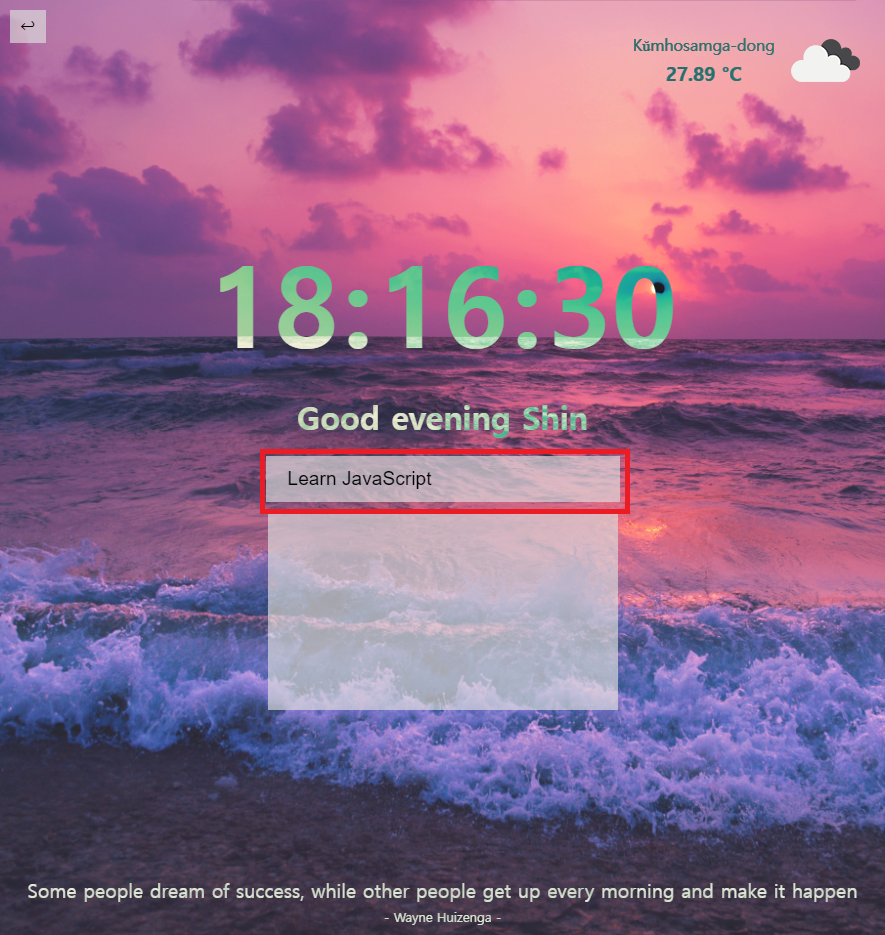 ↩
Kŭmhosamga-dong
27.89 °C
18:16:30
Good evening Shin
Learn JavaScript
Some people dream of success, while other people get up every morning and make it happen
- Wayne Huizenga -